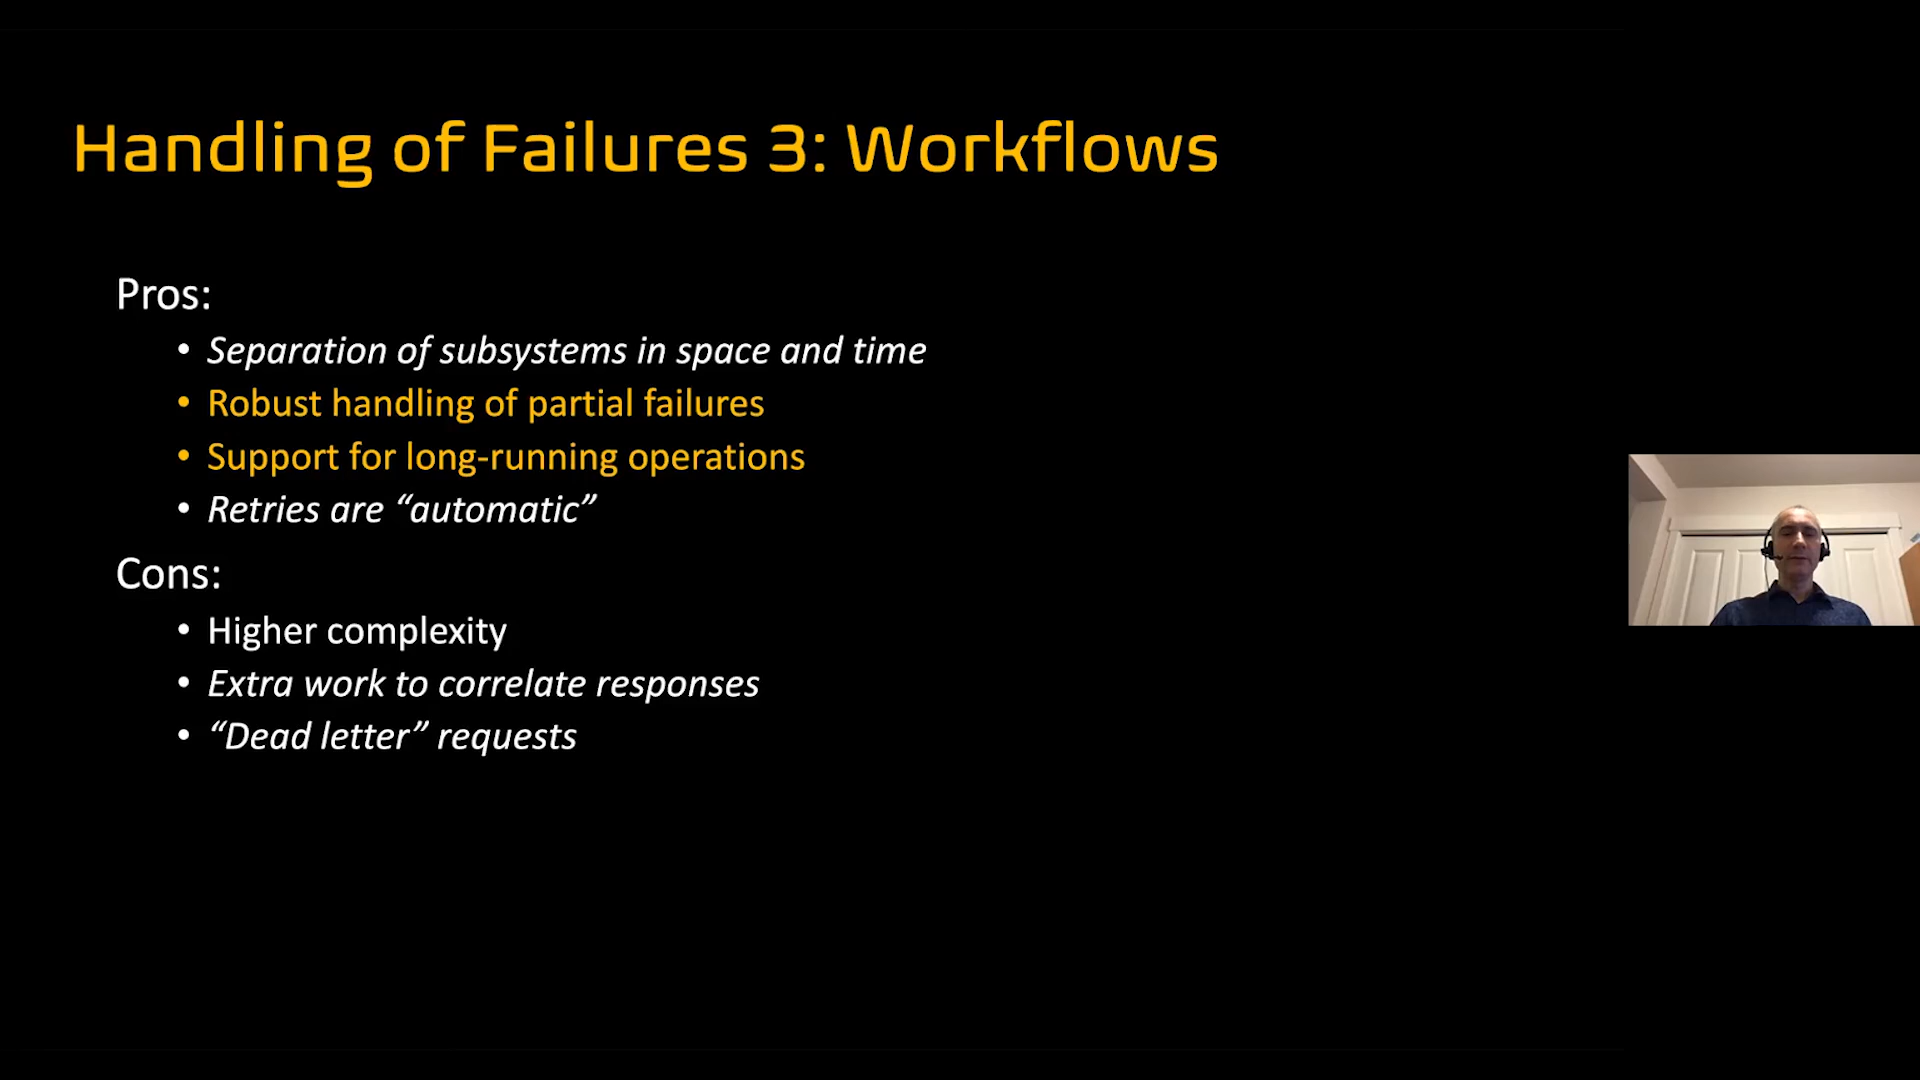 Handling of Failures 3: Workflows
Pros:
• Separation of subsystems in space and time
• Robust handling of partial failures
• Support for long-running operations
• Retries are “automatic”
Cons:
• Higher complexity
• Extra work to correlate responses
• “Dead letter” requests